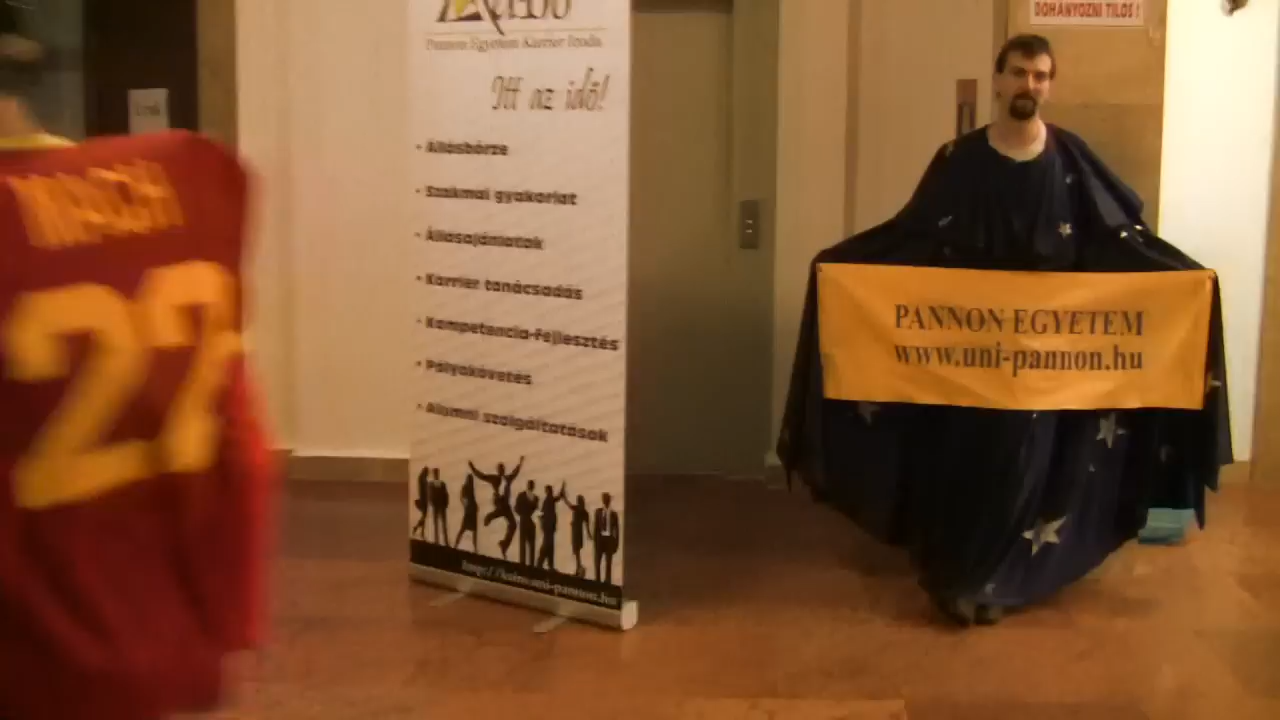 DOHÁNYOZNI TILOS !
Pannon Egyetem Karrier Iroda
Itt az idő!
• Állásbörze
• Szakmai gyakorlat
• Állásajánlatok
• Karrier tanácsadás
• Kompetencia-fejlesztés
• Pályakövetés
• Alumni szolgáltatások
PANNON EGYETEM
www.uni-pannon.hu
22